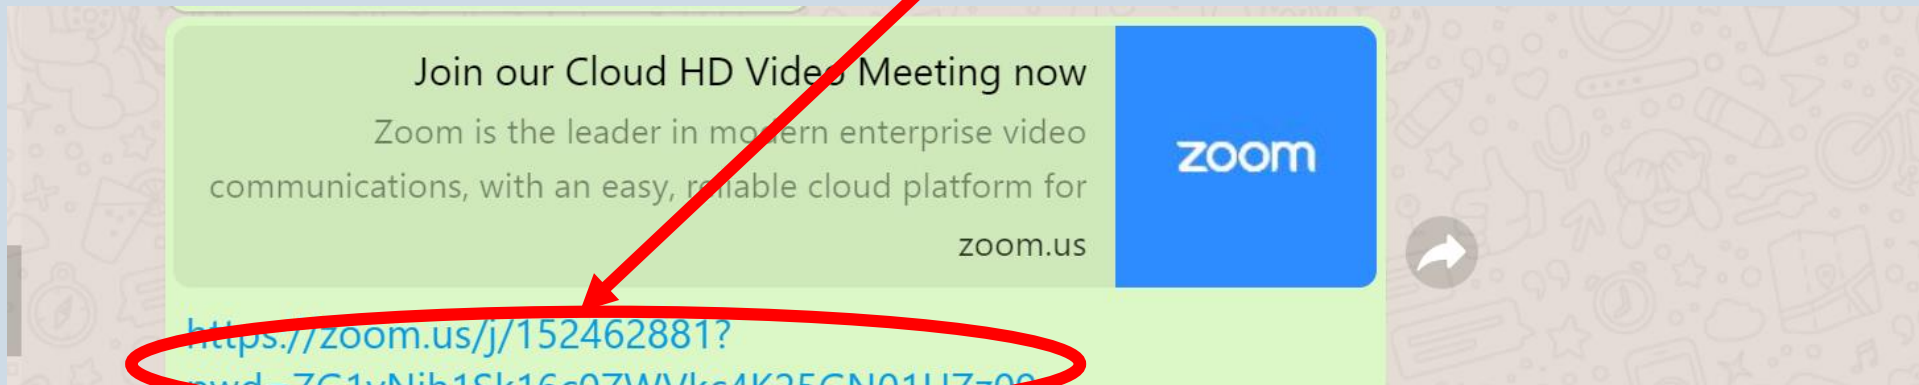 Join our Cloud HD Video Meeting now
Zoom is the leader in modern enterprise video
communications, with an easy, reliable cloud platform for
zoom.us
zoom
https://zoom.us/j/152462881?